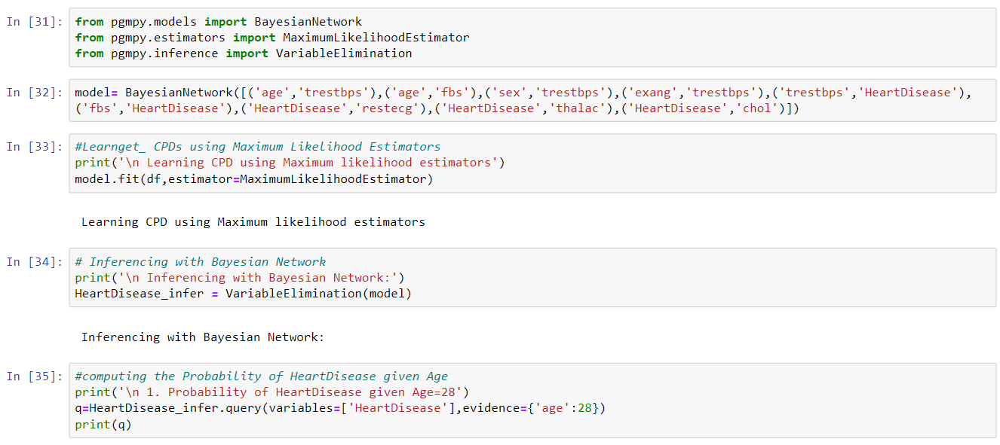 In [31]: from pgmpy.models import BayesianNetwork
from pgmpy.estimators import MaximumLikelihoodEstimator
from pgmpy.inference import VariableElimination
In [32]: model= BayesianNetwork([('age','trestbps'),('age','fbs'),('sex','trestbps'),('exang','trestbps'),('trestbps','HeartDisease'),
('fbs','HeartDisease'),('HeartDisease','restecg'),('HeartDisease','thalac'),('HeartDisease','chol')])
In [33]: #Learnget_ CPDs using Maximum Likelihood Estimators
print('\n Learning CPD using Maximum likelihood estimators')
model.fit(df,estimator=MaximumLikelihoodEstimator)
Learning CPD using Maximum likelihood estimators
In [34]: # Inferencing with Bayesian Network
print('\n Inferencing with Bayesian Network:')
HeartDisease_infer = VariableElimination(model)
Inferencing with Bayesian Network:
In [35]: #computing the Probability of HeartDisease given Age
print('\n 1. Probability of HeartDisease given Age=28')
q=HeartDisease_infer.query(variables=['HeartDisease'],evidence={'age':28})
print(q)